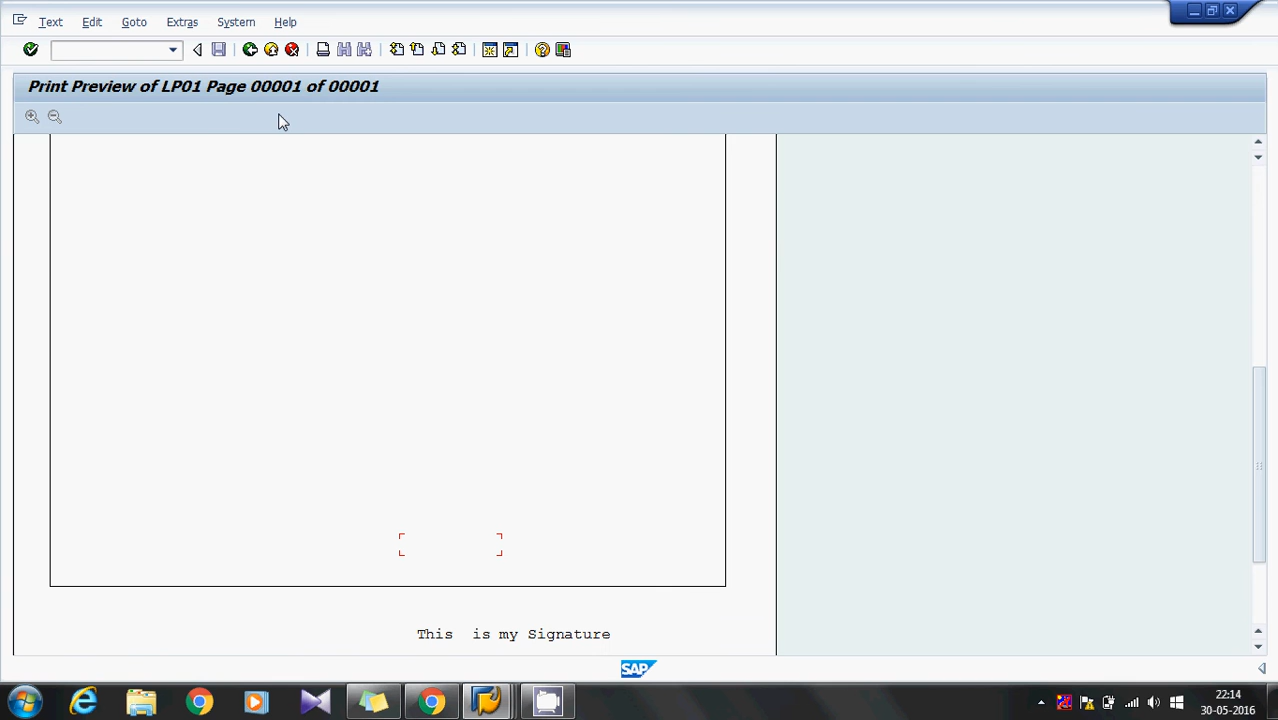 Text Edit Goto Extras System Help
Print Preview of LP01 Page 00001 of 00001
This is my Signature
SAP
22:14
30-05-2016